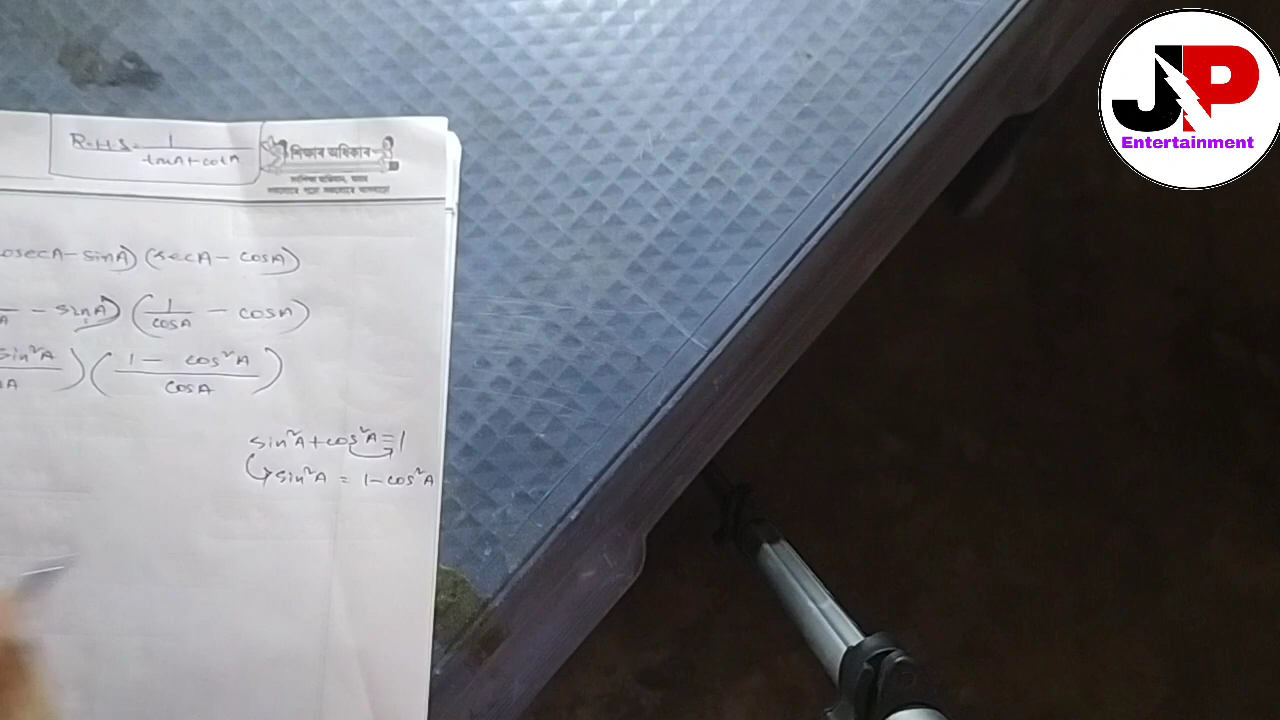 R.H.S = 1 / tanA+cotA
শিকাৰ অধিকাৰ
osecA - sinA) (secA - cosA)
- sinA) (1/cosA - cosA)
sin²A ) (1 - cos²A / cosA)
sin²A + cos²A = 1
sin²A = 1 - cos²A
JP
Entertainment